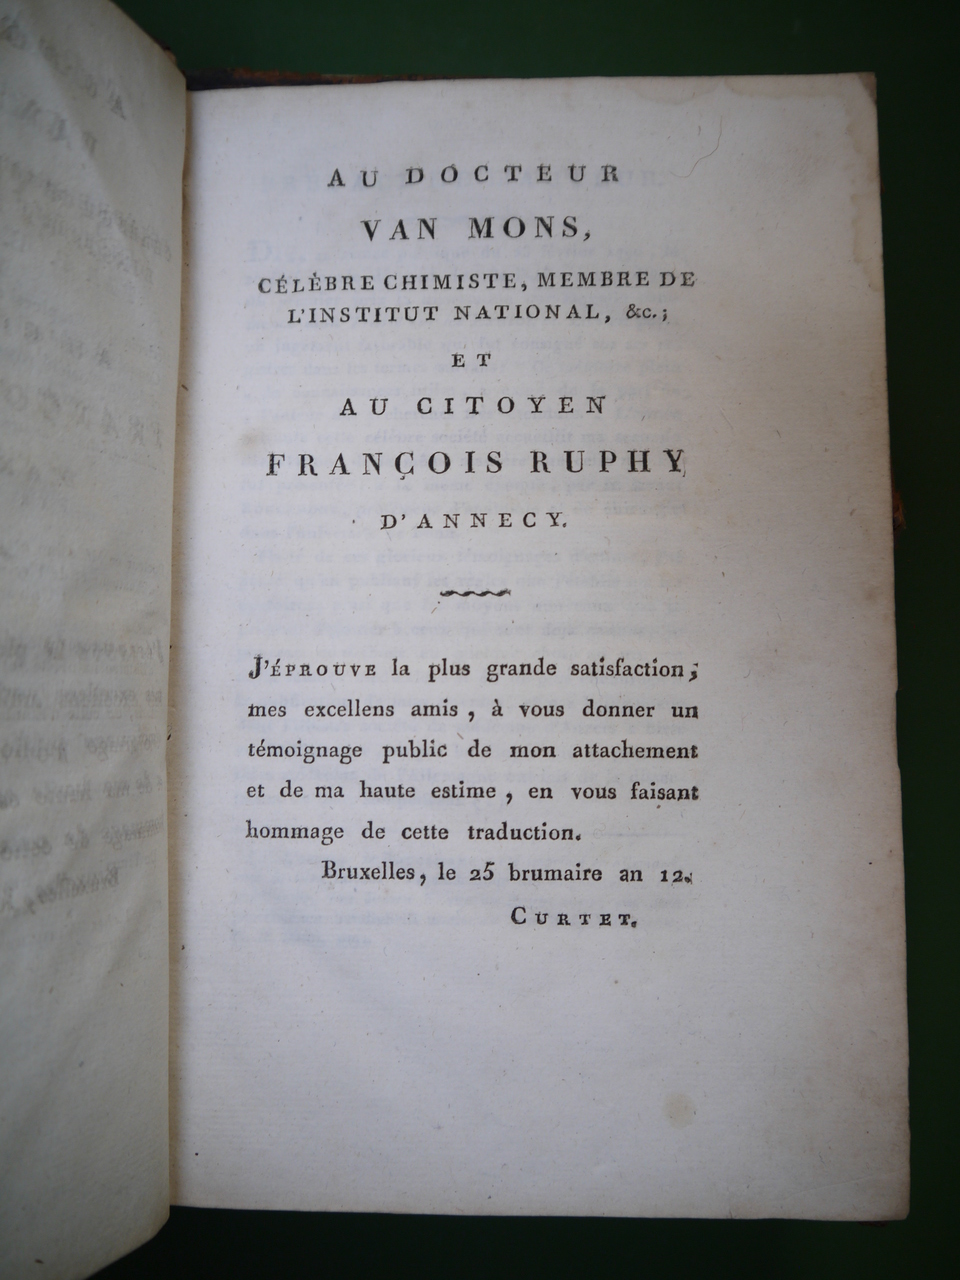 AU DOCTEUR
VAN MONS,
CÉLÈBRE CHIMISTE, MEMBRE DE
L'INSTITUT NATIONAL, &c.;
ET
AU CITOYEN
FRANÇOIS RUPHY,
D'ANNECY.
J'ÉPROUVE la plus grande satisfaction,
mes excellens amis, à vous donner un
témoignage public de mon attachement
et de ma haute estime, en vous faisant
hommage de cette traduction.
Bruxelles, le 25 brumaire an 12.
CURTET.